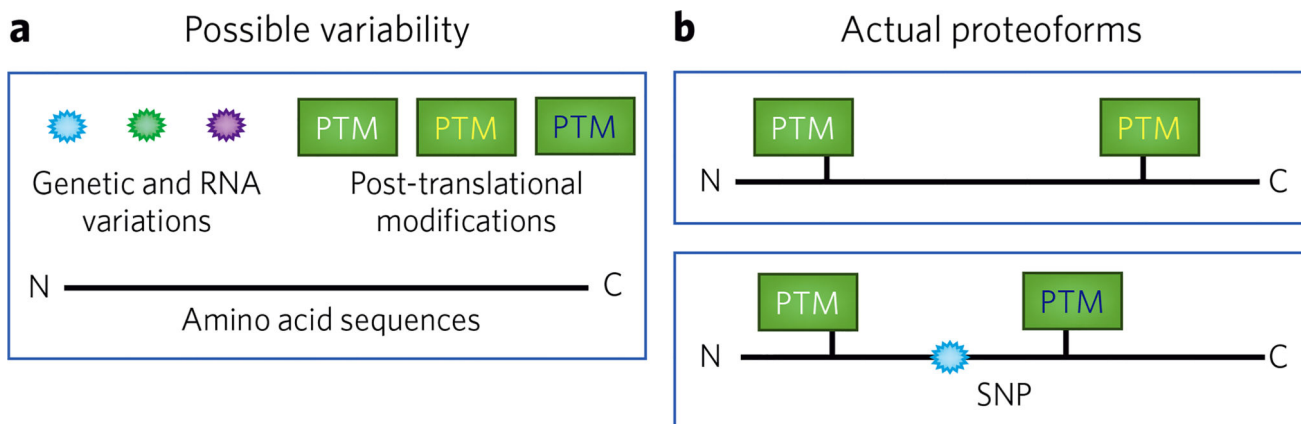 a Possible variability
PTM PTM PTM
Genetic and RNA
variations
Post-translational
modifications
N C
Amino acid sequences
b Actual proteoforms
PTM PTM
N C
PTM PTM
N C
SNP